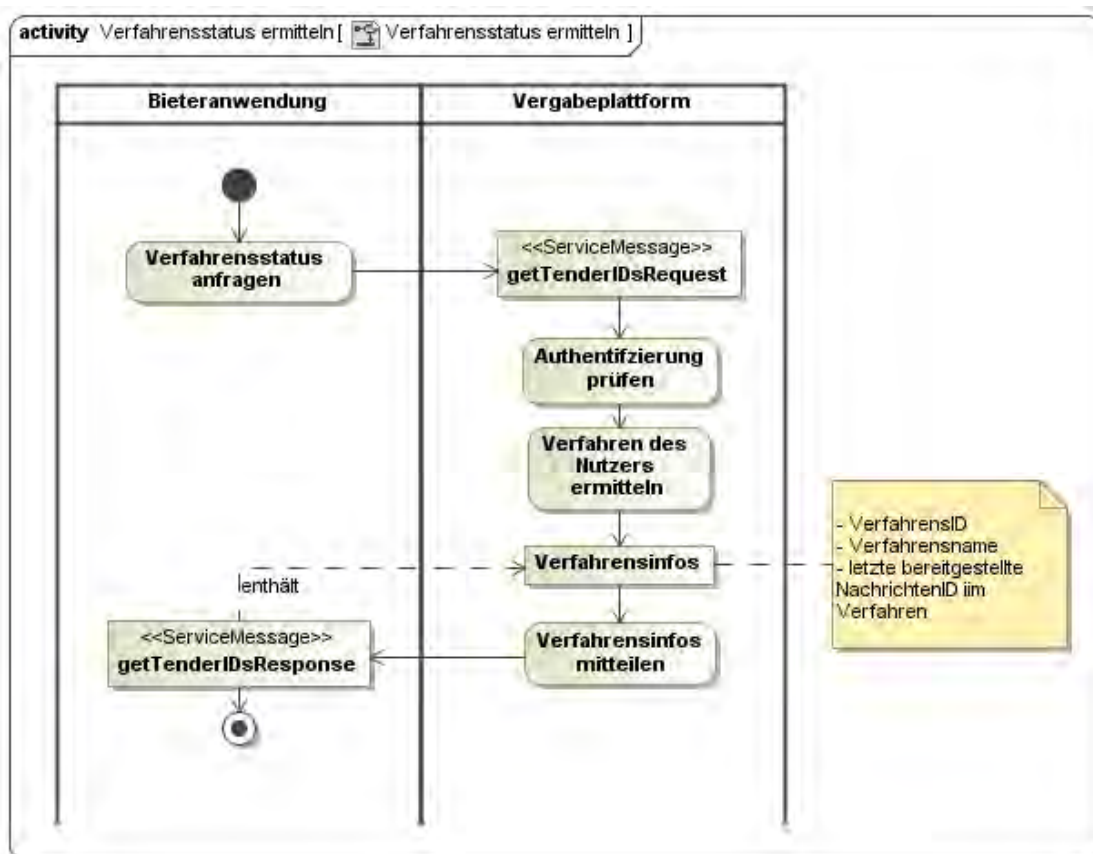 activity Verfahrensstatus ermitteln [ Verfahrensstatus ermitteln ]
Bieteranwendung
Vergabeplattform
Verfahrensstatus
anfragen
<<ServiceMessage>>
getTenderIDsRequest
Authentifzierung
prüfen
Verfahren des
Nutzers
ermitteln
Verfahrensinfos
- VerfahrensID
- Verfahrensname
- letzte bereitgestellte
NachrichtenID iim
Verfahren
enthält
<<ServiceMessage>>
getTenderIDsResponse
Verfahrensinfos
mitteilen